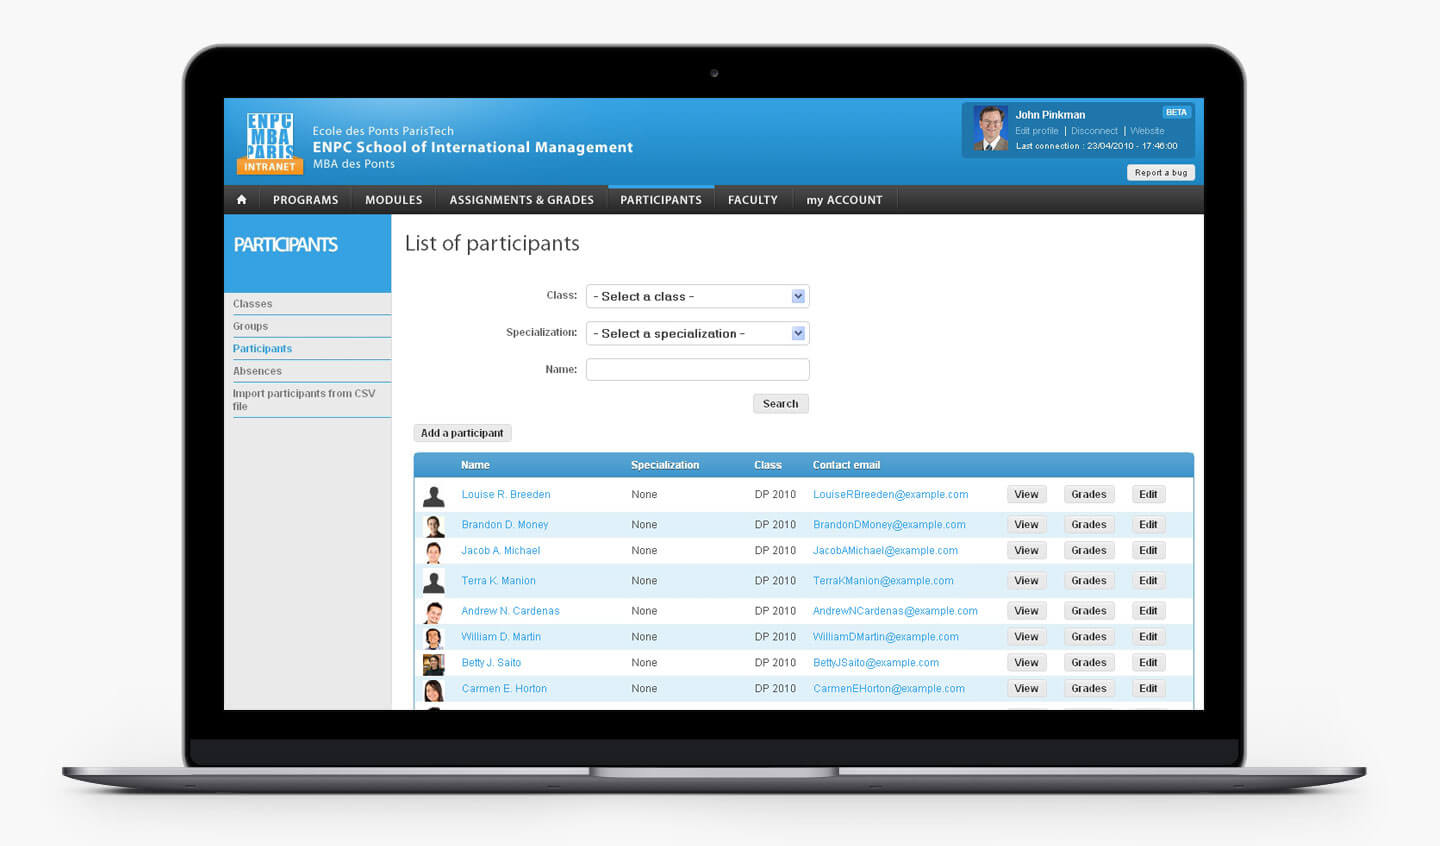 ENPC
MBA
PARIS
INTRANET
Ecole des Ponts ParisTech
ENPC School of International Management
MBA des Ponts
John Pinkman
BETA
Edit profile | Disconnect | Website
Last connection : 23/04/2010 - 17:46:00
Report a bug
PROGRAMS MODULES ASSIGNMENTS & GRADES PARTICIPANTS FACULTY my ACCOUNT
PARTICIPANTS
Classes
Groups
Participants
Absences
Import participants from CSV
file
List of participants
Class: - Select a class -
Specialization: - Select a specialization -
Name:
Search
Add a participant
Name Specialization Class Contact email
Louise R. Breeden None DP 2010 LouiseRBreeden@example.com View Grades Edit
Brandon D. Money None DP 2010 BrandonDMoney@example.com View Grades Edit
Jacob A. Michael None DP 2010 JacobAMichael@example.com View Grades Edit
Terra K. Manion None DP 2010 TerraKManion@example.com View Grades Edit
Andrew N. Cardenas None DP 2010 AndrewNCardenas@example.com View Grades Edit
William D. Martin None DP 2010 WilliamDMartin@example.com View Grades Edit
Betty J. Saito None DP 2010 BettyJSaito@example.com View Grades Edit
Carmen E. Horton None DP 2010 CarmenEHorton@example.com View Grades Edit